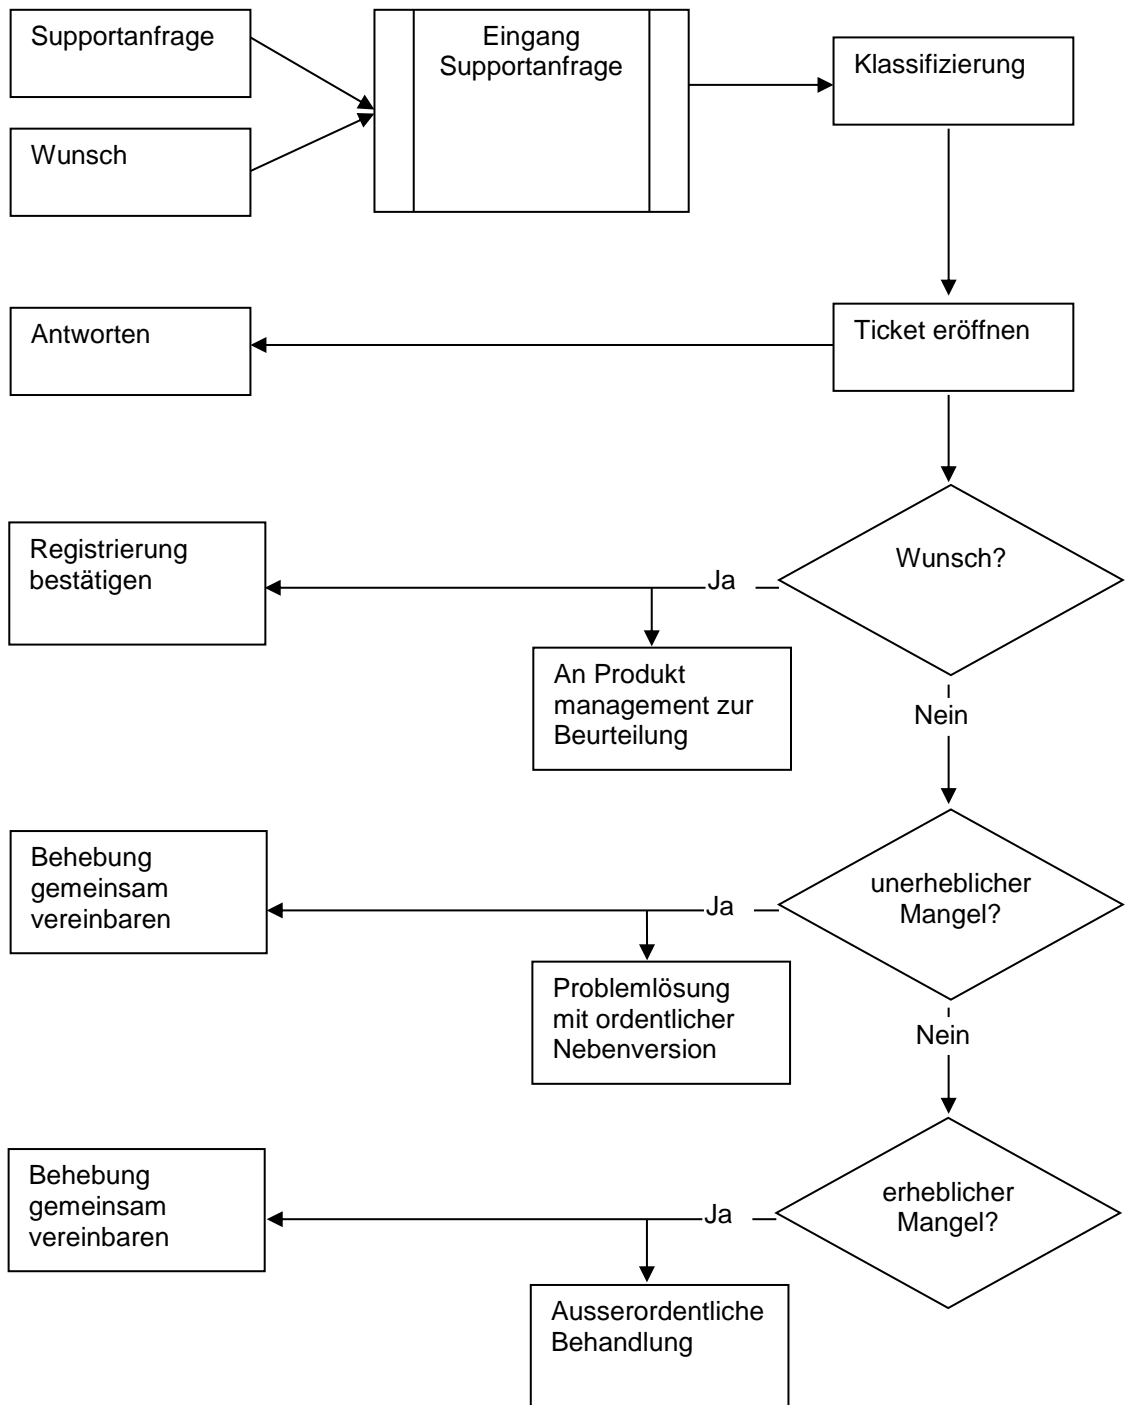 Supportanfrage
Eingang
Supportanfrage
Klassifizierung
Wunsch
Antworten
Ticket eröffnen
Wunsch?
Registrierung
bestätigen
Ja
An Produkt
management zur
Beurteilung
Nein
unerheblicher
Mangel?
Behebung
gemeinsam
vereinbaren
Ja
Problemlösung
mit ordentlicher
Nebenversion
Nein
erheblicher
Mangel?
Behebung
gemeinsam
vereinbaren
Ja
Ausserordentliche
Behandlung